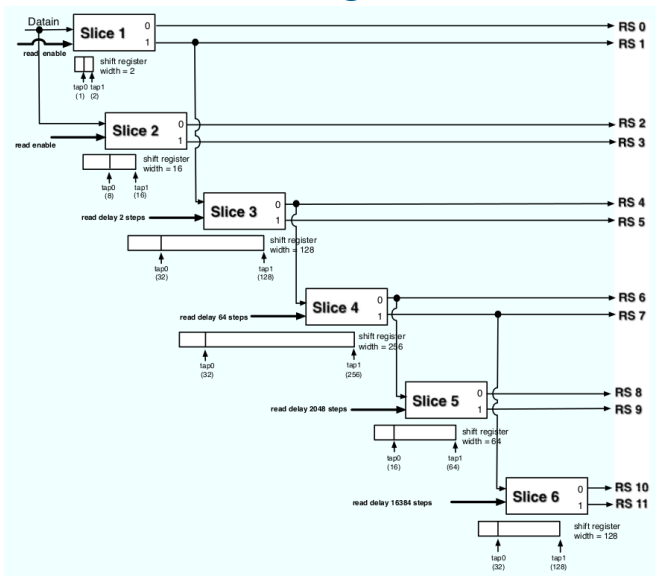 Datain
Slice 1
0
1
RS 0
RS 1
read enable
shift register
width = 2
tap0 tap1
(1) (2)
Slice 2
0
1
RS 2
RS 3
read enable
shift register
width = 16
tap0 tap1
(8) (16)
Slice 3
0
1
RS 4
RS 5
read delay 2 steps
shift register
width = 128
tap0 tap1
(32) (128)
Slice 4
0
1
RS 6
RS 7
read delay 64 steps
shift register
width = 256
tap0 tap1
(32) (256)
Slice 5
0
1
RS 8
RS 9
read delay 2048 steps
shift register
width = 64
tap0 tap1
(16) (64)
Slice 6
0
1
RS 10
RS 11
read delay 16384 steps
shift register
width = 128
tap0 tap1
(32) (128)